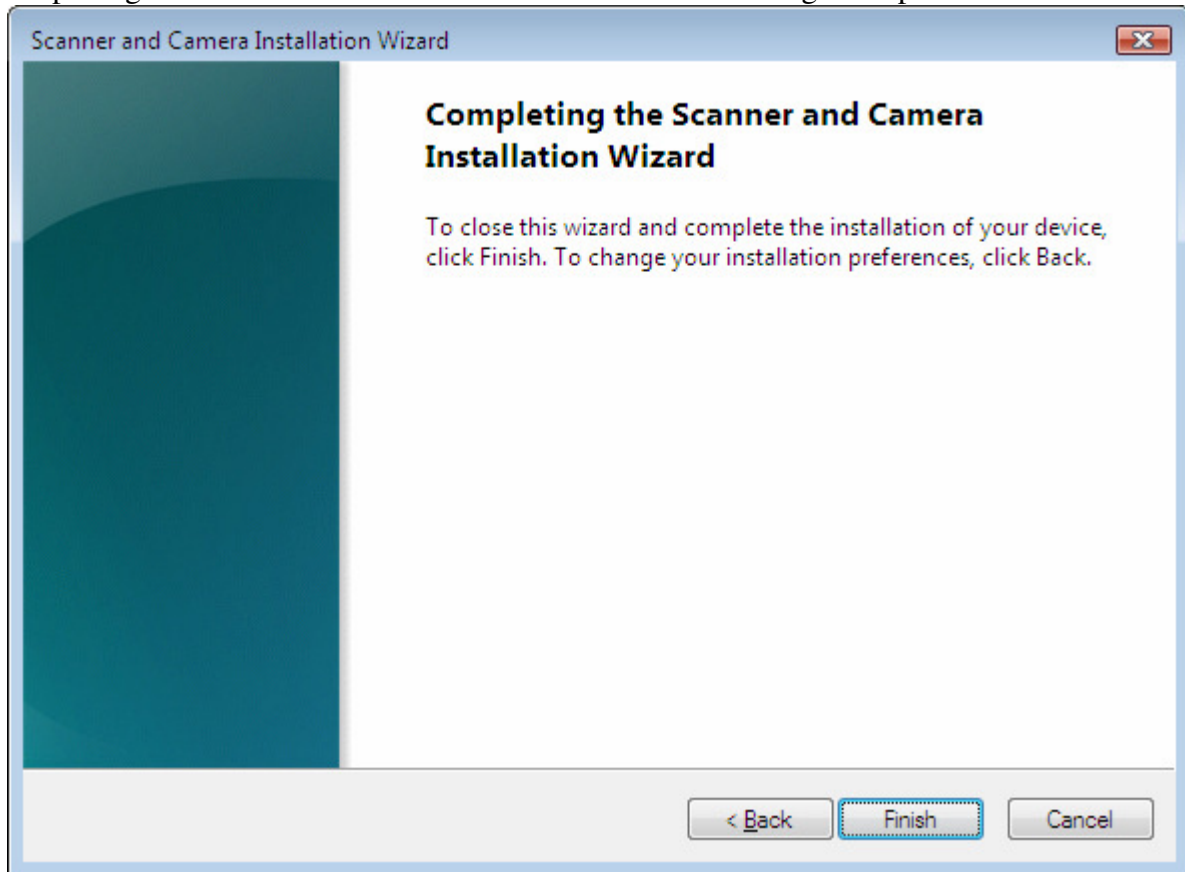 Scanner and Camera Installation Wizard
Completing the Scanner and Camera
Installation Wizard
To close this wizard and complete the installation of your device,
click Finish. To change your installation preferences, click Back.
< Back Finish Cancel